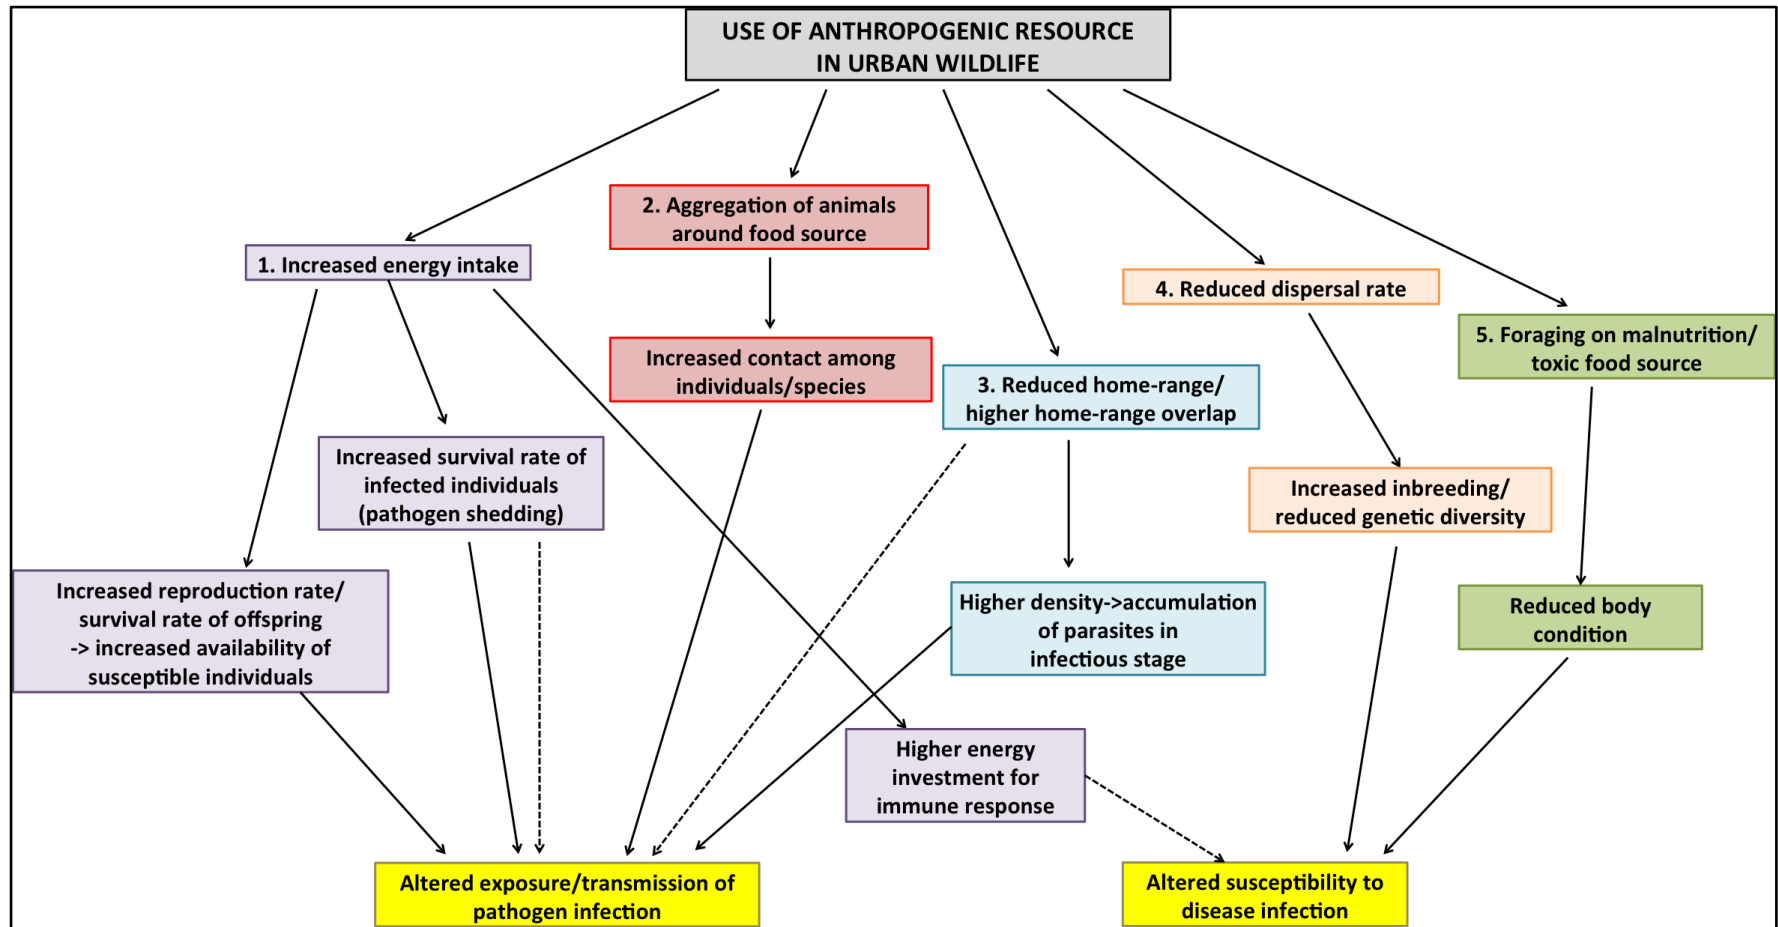 USE OF ANTHROPOGENIC RESOURCE
IN URBAN WILDLIFE
1. Increased energy intake
2. Aggregation of animals
around food source
Increased contact among
individuals/species
3. Reduced home-range/
higher home-range overlap
4. Reduced dispersal rate
5. Foraging on malnutrition/
toxic food source
Increased survival rate of
infected individuals
(pathogen shedding)
Increased inbreeding/
reduced genetic diversity
Increased reproduction rate/
survival rate of offspring
-> increased availability of
susceptible individuals
Higher density->accumulation
of parasites in
infectious stage
Reduced body
condition
Higher energy
investment for
immune response
Altered exposure/transmission of
pathogen infection
Altered susceptibility to
disease infection